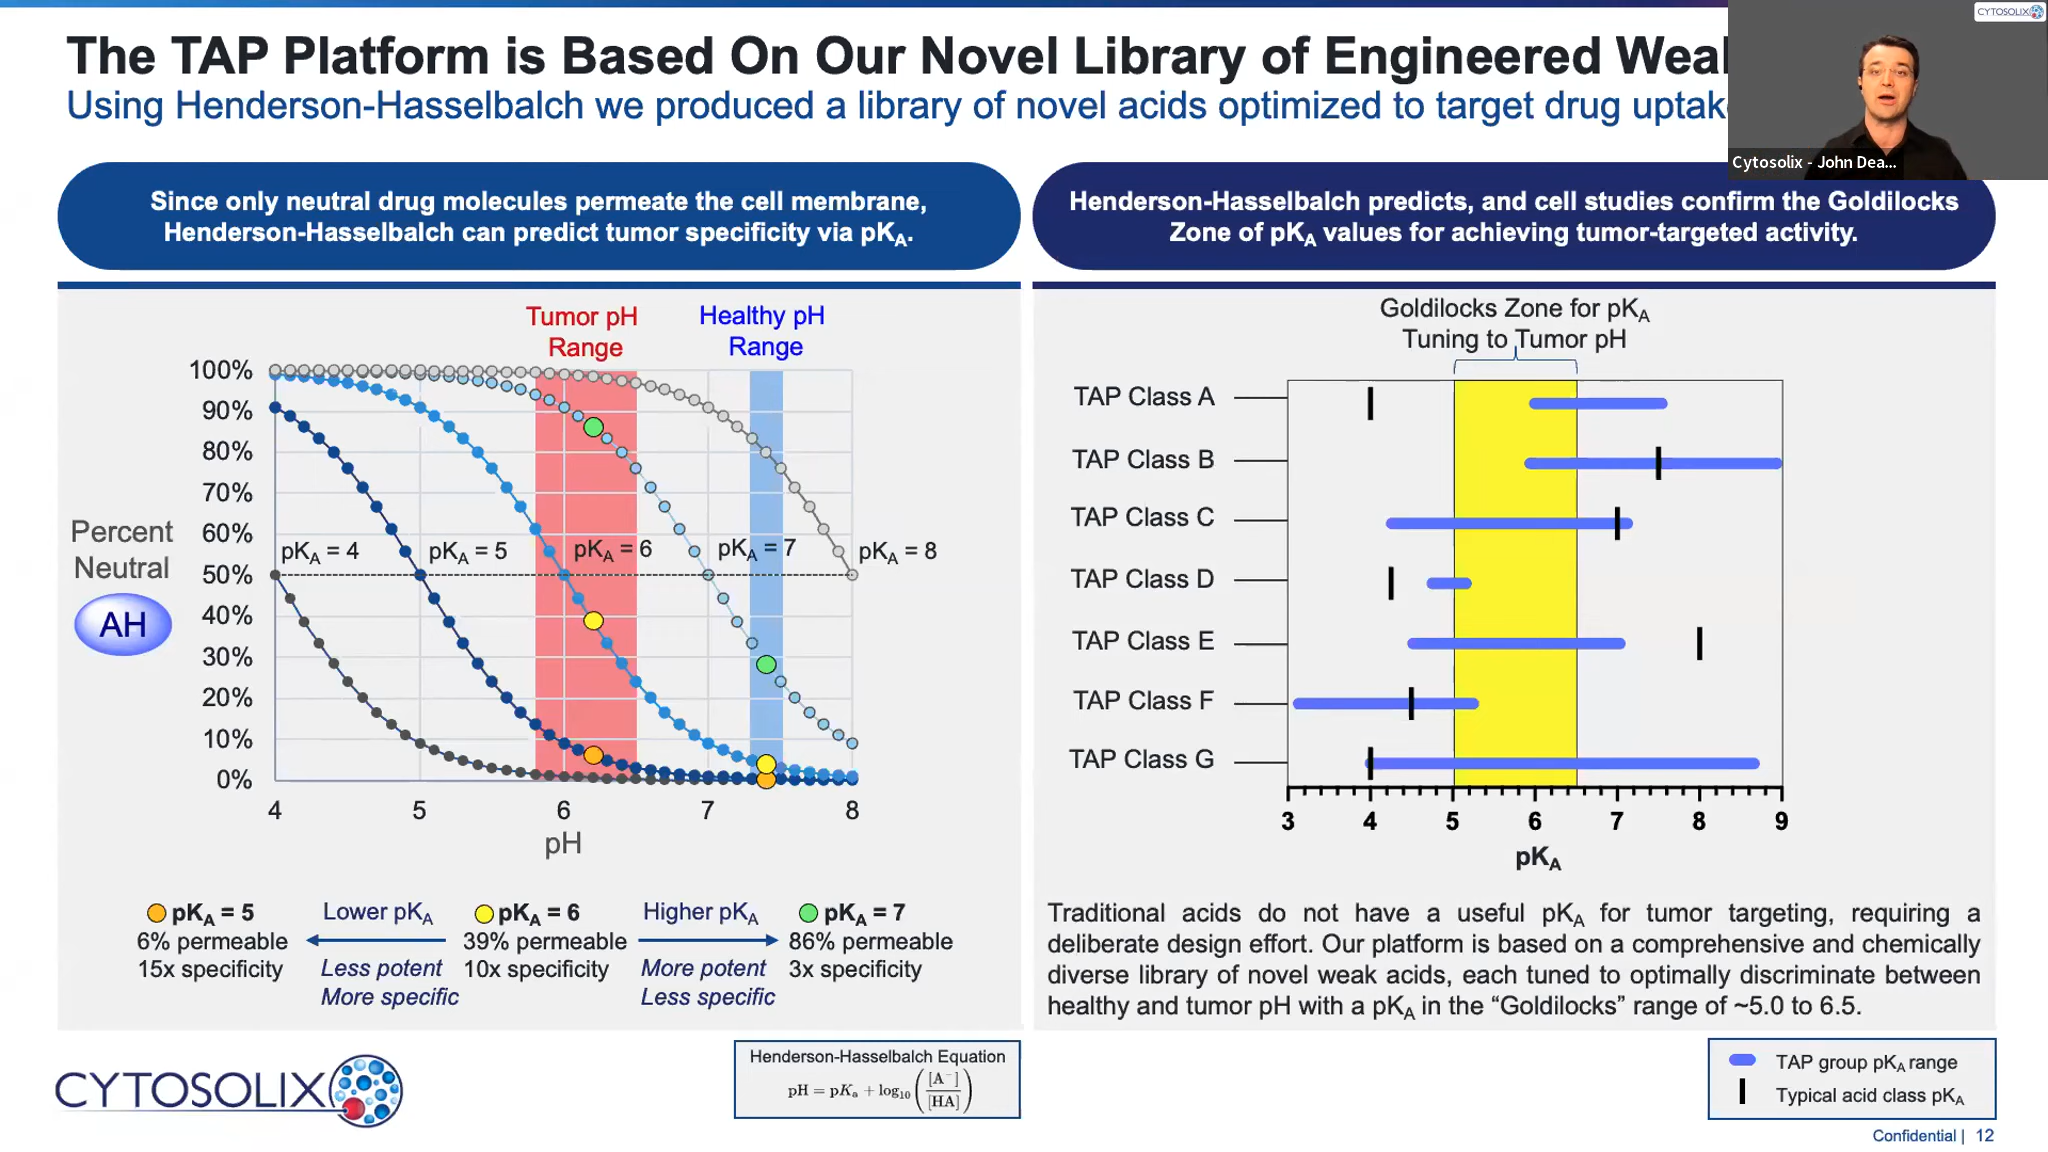 The TAP Platform is Based On Our Novel Library of Engineered
Using Henderson-Hasselbalch we produced a library of novel acids optimized to target drug
CYTOSOLIX
Cytosolix - John Dea...
Since only neutral drug molecules permeate the cell membrane,
Henderson-Hasselbalch can predict tumor specificity via pKA.
Henderson-Hasselbalch predicts, and cell studies confirm the Goldilocks
Zone of pKA values for achieving tumor-targeted activity.
Tumor pH
Range
Healthy pH
Range
100%
90%
80%
70%
60%
50%
40%
30%
20%
10%
0%
Percent
Neutral
AH
pKA = 4
pKA = 5
pKA = 6
pKA = 7
pKA = 8
4 5 6 7 8
pH
pKA = 5
6% permeable
15x specificity
Lower pKA
Less potent
More specific
pKA = 6
39% permeable
10x specificity
Higher pKA
More potent
Less specific
pKA = 7
86% permeable
3x specificity
Goldilocks Zone for pKA
Tuning to Tumor pH
TAP Class A
TAP Class B
TAP Class C
TAP Class D
TAP Class E
TAP Class F
TAP Class G
3 4 5 6 7 8 9
pKA
Traditional acids do not have a useful pKA for tumor targeting, requiring a
deliberate design effort. Our platform is based on a comprehensive and chemically
diverse library of novel weak acids, each tuned to optimally discriminate between
healthy and tumor pH with a pKA in the “Goldilocks” range of ~5.0 to 6.5.
CYTOSOLIX
Henderson-Hasselbalch Equation
pH = pKa + log10([A⁻]/[HA])
TAP group pKA range
Typical acid class pKA
Confidential | 12